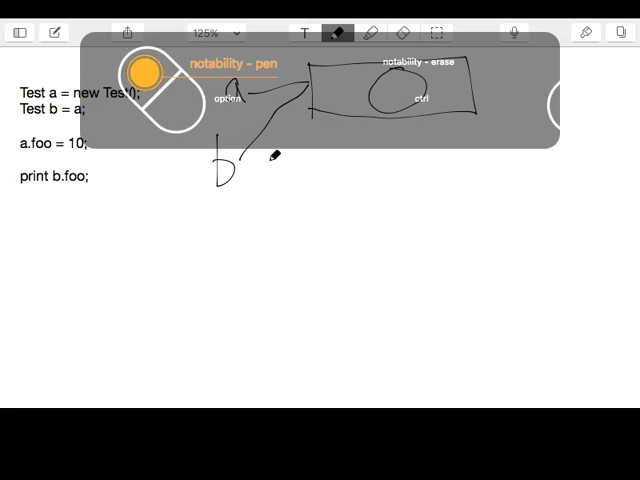 125%
T
notability - pen
notability - erase
a
option
ctrl
Test a = new Test();
Test b = a;
b
a.foo = 10;
print b.foo;